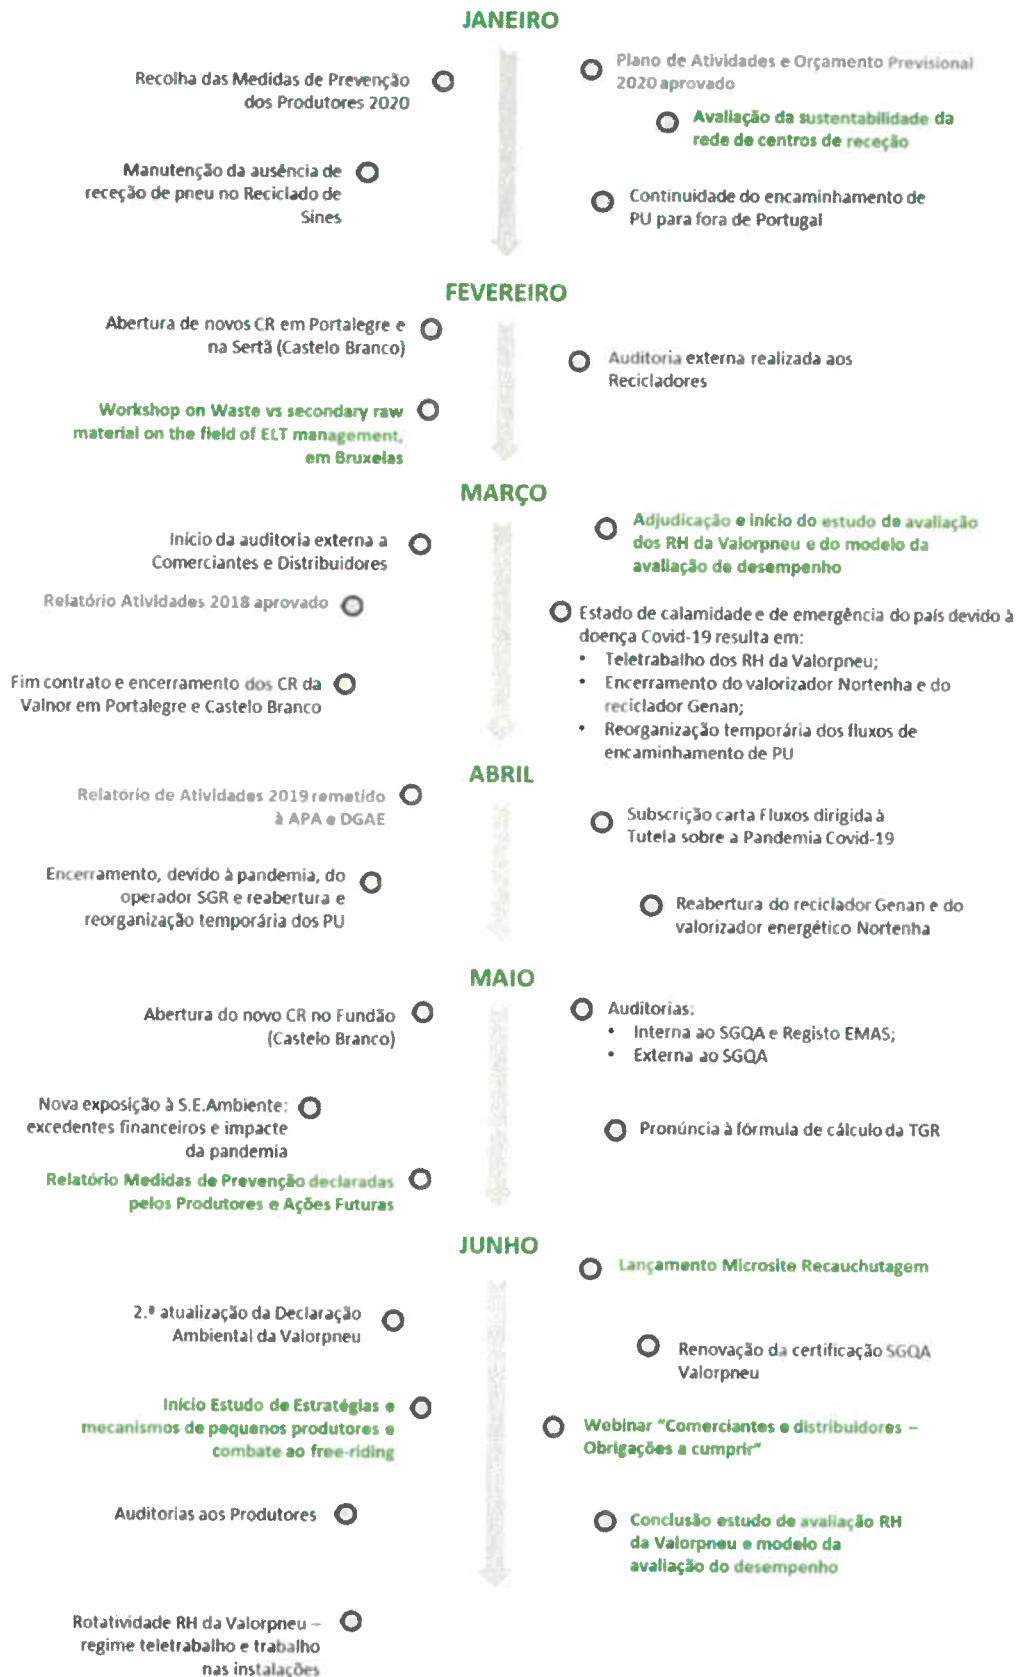 JANEIRO
Recolha das Medidas de Prevenção
dos Produtores 2020
Plano de Atividades e Orçamento Previsional
2020 aprovado
Avaliação da sustentabilidade da
rede de centros de receção
Manutenção da ausência de
receção de pneu no Reciclado de
Sines
Continuidade do encaminhamento de
PU para fora de Portugal
FEVEREIRO
Abertura de novos CR em Portalegre e
na Sertã (Castelo Branco)
Auditoria externa realizada aos
Recicladores
Workshop on Waste vs secondary raw
material on the field of ELT management,
em Bruxelas
MARÇO
Início da auditoria externa a
Comerciantes e Distribuidores
Adjudicação e início do estudo de avaliação
dos RH da Valorpneu e do modelo da
avaliação de desempenho
Relatório Atividades 2018 aprovado
Estado de calamidade e de emergência do país devido à
doença Covid-19 resulta em:
• Teletrabalho dos RH da Valorpneu;
• Encerramento do valorizador Nortenha e do
reciclador Genan;
• Reorganização temporária dos fluxos de
encaminhamento de PU
Fim contrato e encerramento dos CR da
Valnor em Portalegre e Castelo Branco
ABRIL
Relatório de Atividades 2019 remetido
à APA e DGAE
Subscrição carta Fluxos dirigida à
Tutela sobre a Pandemia Covid-19
Encerramento, devido à pandemia, do
operador SGR e reabertura e
reorganização temporária dos PU
Reabertura do reciclador Genan e do
valorizador energético Nortenha
MAIO
Abertura do novo CR no Fundão
(Castelo Branco)
Auditorias:
• Interna ao SGQA e Registo EMAS;
• Externa ao SGQA
Nova exposição à S.E.Ambiente:
excedentes financeiros e impacte
da pandemia
Pronúncia à fórmula de cálculo da TGR
Relatório Medidas de Prevenção declaradas
pelos Produtores e Ações Futuras
JUNHO
Lançamento Microsite Recauchutagem
2.ª atualização da Declaração
Ambiental da Valorpneu
Renovação da certificação SGQA
Valorpneu
Início Estudo de Estratégias e
mecanismos de pequenos produtores e
combate ao free-riding
Webinar "Comerciantes e distribuidores –
Obrigações a cumprir"
Auditorias aos Produtores
Conclusão estudo de avaliação RH
da Valorpneu e modelo da
avaliação do desempenho
Rotatividade RH da Valorpneu –
regime teletrabalho e trabalho
nas instalações